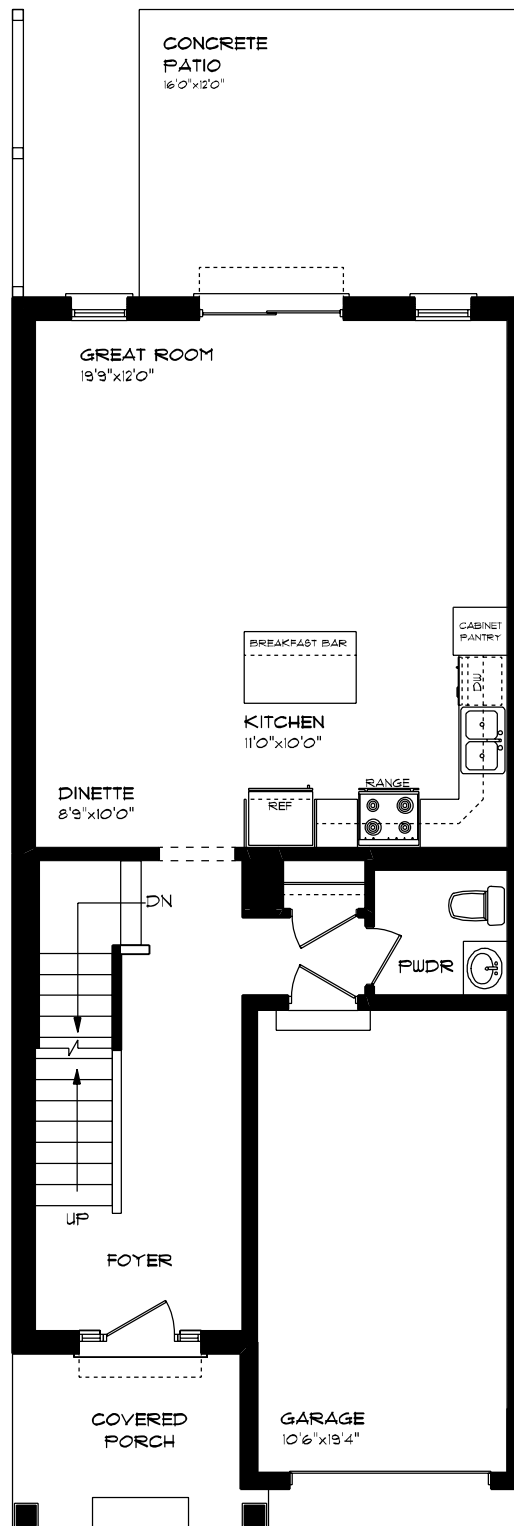 CONCRETE
PATIO
16'0"x12'0"
GREAT ROOM
19'9"x12'0"
CABINET
PANTRY
BREAKFAST BAR
DW
KITCHEN
11'0"x10'0"
RANGE
DINETTE
8'9"x10'0"
REF
DN
PWDR
UP
FOYER
COVERED
PORCH
GARAGE
10'6"x19'4"